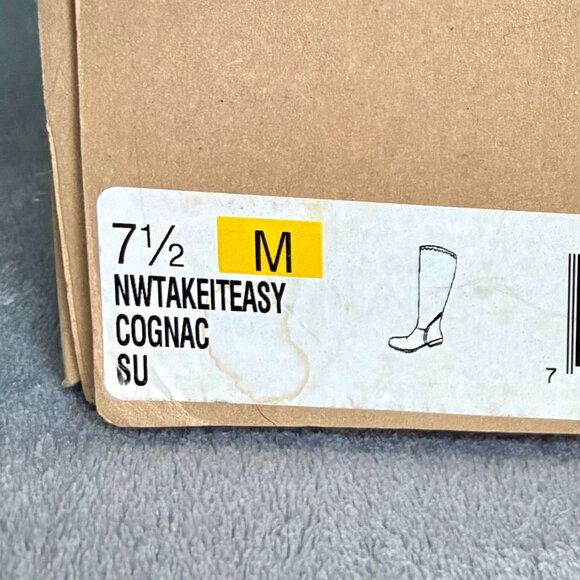 7½ M
NWTAKEITEASY
COGNAC
SU
7